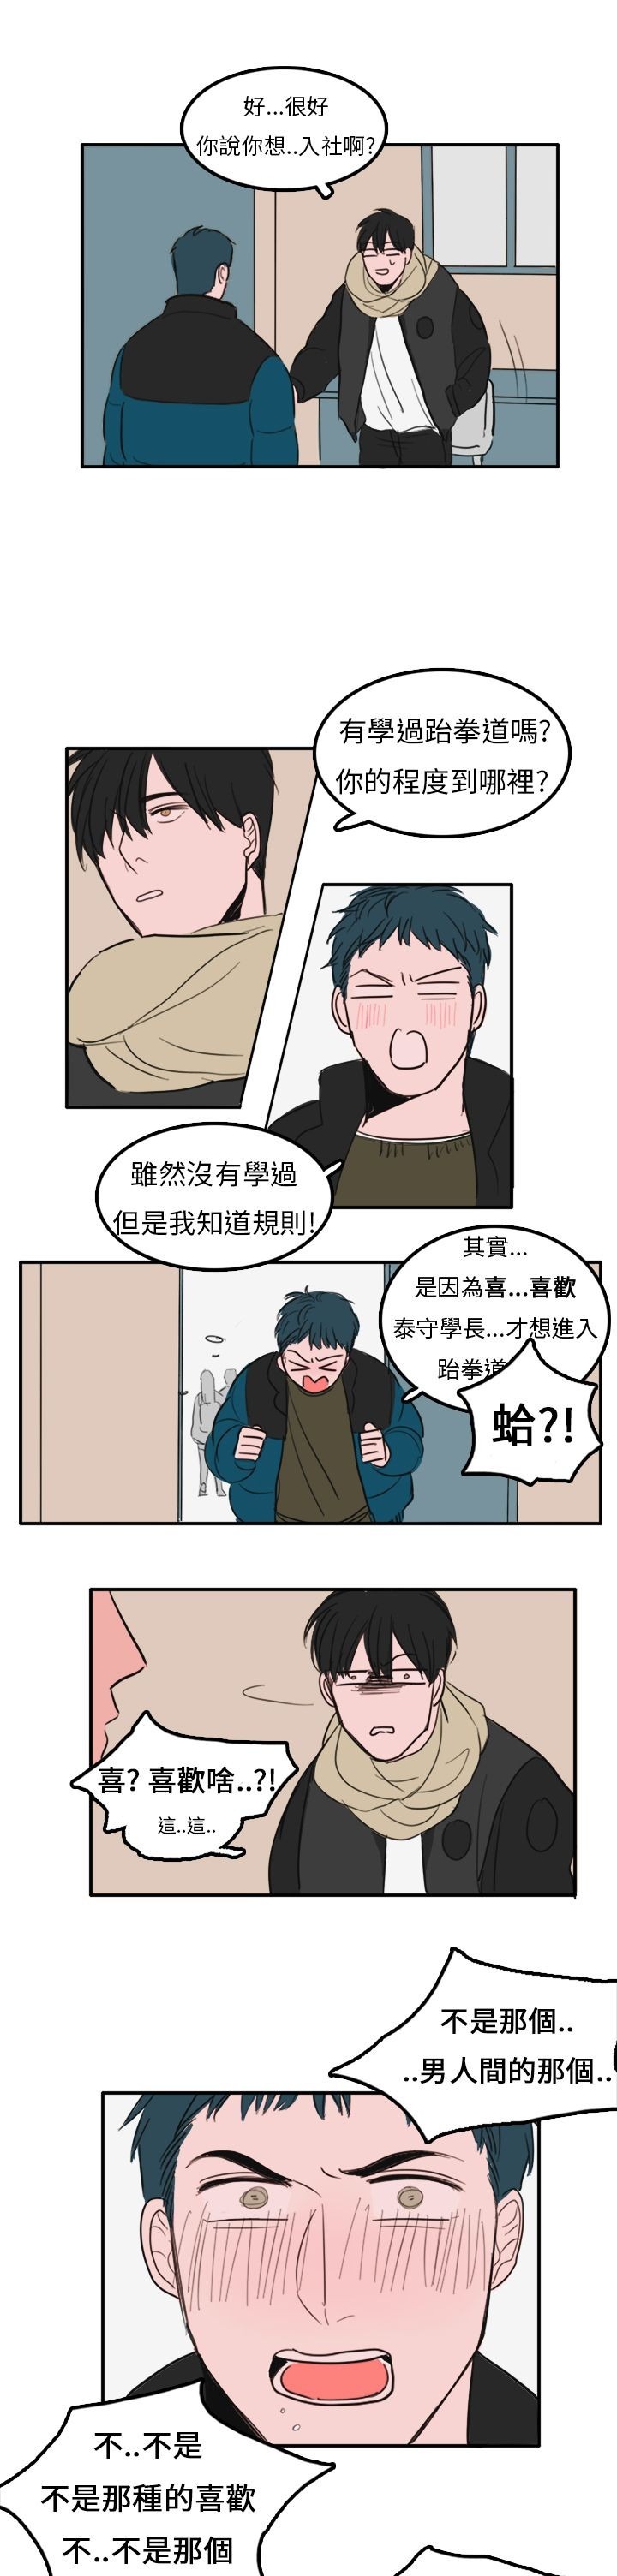 好...很好
你說你想..入社啊?
有學過跆拳道嗎?
你的程度到哪裡?
雖然沒有學過
但是我知道規則!
其實...
是因為喜...喜歡
泰守學長...才想進入
跆拳道
蛤?!
喜? 喜歡啥..?!
這..這..
不是那個..
..男人間的那個..
不..不是
不是那種的喜歡
不..不是那個